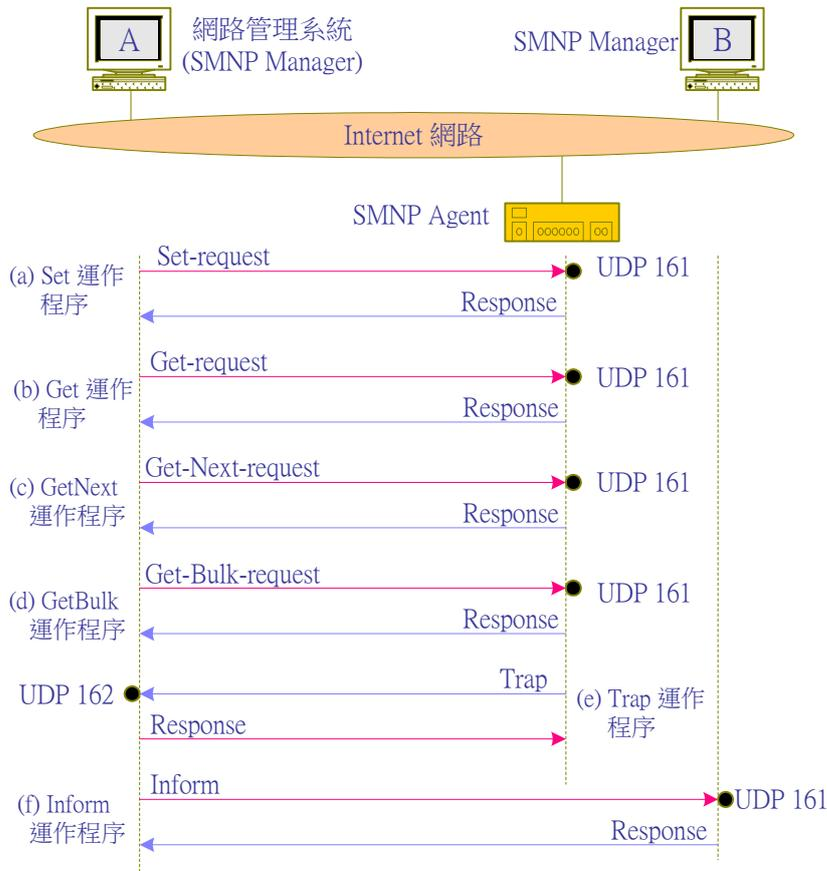 A
網路管理系統
(SMNP Manager)
SMNP Manager
B
Internet 網路
SMNP Agent
Set-request
(a) Set 運作
程序
UDP 161
Response
Get-request
(b) Get 運作
程序
UDP 161
Response
Get-Next-request
(c) GetNext
運作程序
UDP 161
Response
Get-Bulk-request
(d) GetBulk
運作程序
UDP 161
Response
UDP 162
Trap
(e) Trap 運作
程序
Response
Inform
(f) Inform
運作程序
UDP 161
Response